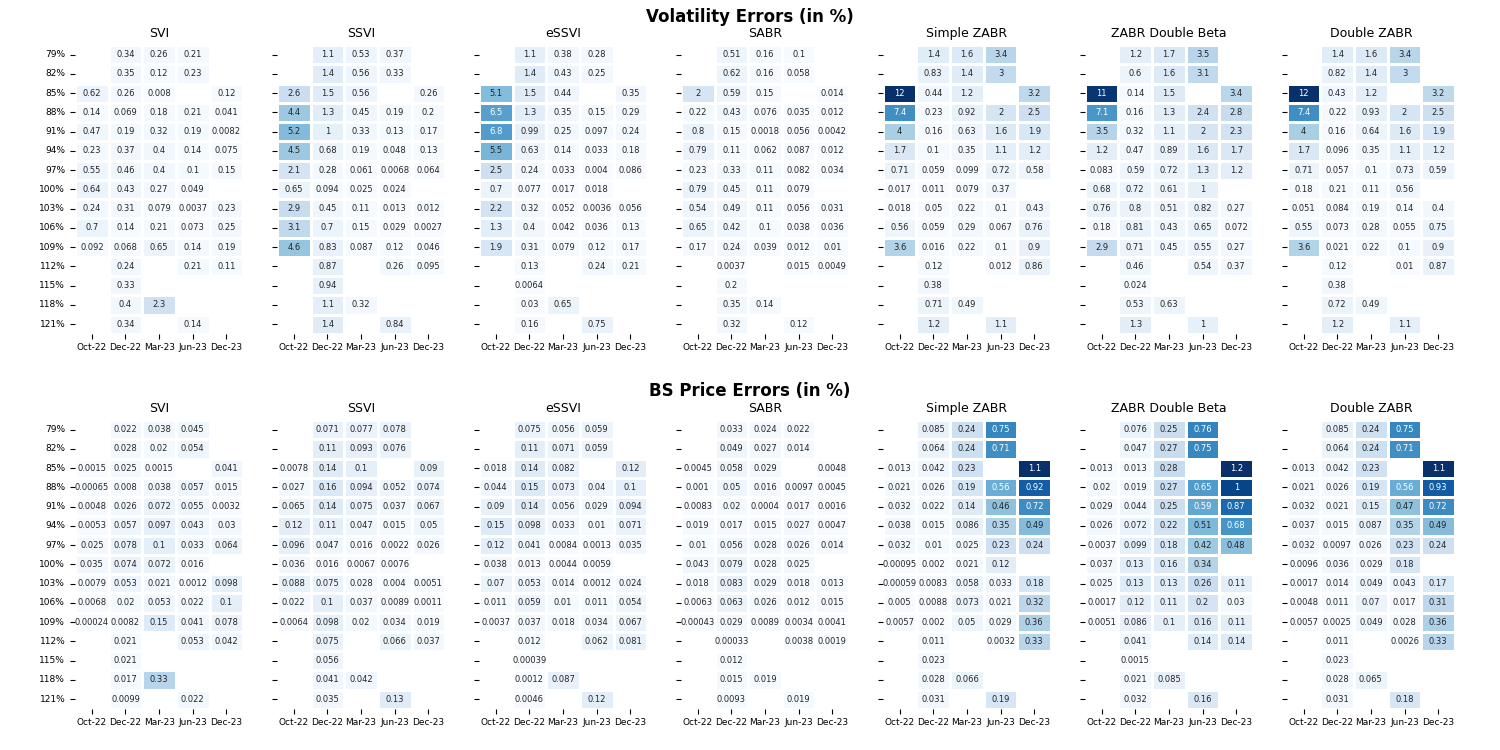 Volatility Errors (in %)
SVI SSVI eSSVI SABR Simple ZABR ZABR Double Beta Double ZABR
79% 0.34 0.26 0.21 1.1 0.53 0.37 1.1 0.38 0.28 0.51 0.16 0.1 1.4 1.6 3.4 1.2 1.7 3.5 1.4 1.6 3.4
82% 0.35 0.12 0.23 1.4 0.56 0.33 1.4 0.43 0.25 0.62 0.16 0.058 0.83 1.4 3 0.6 1.6 3.1 0.82 1.4 3
85% 0.62 0.26 0.008 0.12 2.6 1.5 0.56 0.26 5.1 1.5 0.44 0.35 2 0.59 0.15 0.014 12 0.44 1.2 3.2 11 0.14 1.5 3.4 12 0.43 1.2 3.2
88% 0.14 0.069 0.18 0.21 0.041 4.4 1.3 0.45 0.19 0.2 6.5 1.3 0.35 0.15 0.29 0.22 0.43 0.076 0.035 0.012 7.4 0.23 0.92 2 2.5 7.1 0.16 1.3 2.4 2.8 7.4 0.22 0.93 2 2.5
91% 0.47 0.19 0.32 0.19 0.0082 5.2 1 0.33 0.13 0.17 6.8 0.99 0.25 0.097 0.24 0.8 0.15 0.0018 0.056 0.0042 4 0.16 0.63 1.6 1.9 3.5 0.32 1.1 2 2.3 4 0.16 0.64 1.6 1.9
94% 0.23 0.37 0.4 0.14 0.075 4.5 0.68 0.19 0.048 0.13 5.5 0.63 0.14 0.033 0.18 0.79 0.11 0.062 0.087 0.012 1.7 0.1 0.35 1.1 1.2 1.2 0.47 0.89 1.6 1.7 1.7 0.096 0.35 1.1 1.2
97% 0.55 0.46 0.4 0.1 0.15 2.1 0.28 0.061 0.0068 0.064 2.5 0.24 0.033 0.004 0.086 0.23 0.33 0.11 0.082 0.034 0.71 0.059 0.099 0.72 0.58 0.083 0.59 0.72 1.3 1.2 0.71 0.057 0.1 0.73 0.59
100% 0.64 0.43 0.27 0.049 0.65 0.094 0.025 0.024 0.7 0.077 0.017 0.018 0.79 0.45 0.11 0.079 0.017 0.011 0.079 0.37 0.68 0.72 0.61 1 0.18 0.21 0.11 0.56
103% 0.24 0.31 0.079 0.0037 0.23 2.9 0.45 0.11 0.013 0.012 2.2 0.32 0.052 0.0036 0.056 0.54 0.49 0.11 0.056 0.031 0.018 0.05 0.22 0.1 0.43 0.76 0.8 0.51 0.82 0.27 0.051 0.084 0.19 0.14 0.4
106% 0.7 0.14 0.21 0.073 0.25 3.1 0.7 0.15 0.029 0.0027 1.3 0.4 0.042 0.036 0.13 0.65 0.42 0.1 0.038 0.036 0.56 0.059 0.29 0.067 0.76 0.18 0.81 0.43 0.65 0.072 0.55 0.073 0.28 0.055 0.75
109% 0.092 0.068 0.65 0.14 0.19 4.6 0.83 0.087 0.12 0.046 1.9 0.31 0.079 0.12 0.17 0.17 0.24 0.039 0.012 0.01 3.6 0.016 0.22 0.1 0.9 2.9 0.71 0.45 0.55 0.27 3.6 0.021 0.22 0.1 0.9
112% 0.24 0.21 0.11 0.87 0.26 0.095 0.13 0.24 0.21 0.0037 0.015 0.0049 0.12 0.012 0.86 0.46 0.54 0.37 0.12 0.01 0.87
115% 0.33 0.94 0.0064 0.2 0.38 0.024 0.38
118% 0.4 2.3 1.1 0.32 0.03 0.65 0.35 0.14 0.71 0.49 0.53 0.63 0.72 0.49
121% 0.34 0.14 1.4 0.84 0.16 0.75 0.32 0.12 1.2 1.1 1.3 1 1.2 1.1
Oct-22 Dec-22 Mar-23 Jun-23 Dec-23 Oct-22 Dec-22 Mar-23 Jun-23 Dec-23 Oct-22 Dec-22 Mar-23 Jun-23 Dec-23 Oct-22 Dec-22 Mar-23 Jun-23 Dec-23 Oct-22 Dec-22 Mar-23 Jun-23 Dec-23 Oct-22 Dec-22 Mar-23 Jun-23 Dec-23 Oct-22 Dec-22 Mar-23 Jun-23 Dec-23
BS Price Errors (in %)
SVI SSVI eSSVI SABR Simple ZABR ZABR Double Beta Double ZABR
79% 0.022 0.038 0.045 0.071 0.077 0.078 0.075 0.056 0.059 0.033 0.024 0.022 0.085 0.24 0.75 0.076 0.25 0.76 0.085 0.24 0.75
82% 0.028 0.02 0.054 0.11 0.093 0.076 0.11 0.071 0.059 0.049 0.027 0.014 0.064 0.24 0.71 0.047 0.27 0.75 0.064 0.24 0.71
85% 0.0015 0.025 0.0015 0.041 0.0078 0.14 0.1 0.09 0.018 0.14 0.082 0.12 0.0045 0.058 0.029 0.0048 0.013 0.042 0.23 1.1 0.013 0.013 0.28 1.2 0.013 0.042 0.23 1.1
88% 0.00065 0.008 0.038 0.057 0.015 0.027 0.16 0.094 0.052 0.074 0.044 0.15 0.073 0.04 0.1 0.001 0.05 0.016 0.0097 0.0045 0.021 0.026 0.19 0.56 0.92 0.02 0.019 0.27 0.65 1 0.021 0.026 0.19 0.56 0.93
91% 0.0048 0.026 0.072 0.055 0.0032 0.065 0.14 0.075 0.037 0.067 0.09 0.14 0.056 0.029 0.094 0.0083 0.02 0.0004 0.017 0.0016 0.032 0.022 0.14 0.46 0.72 0.029 0.044 0.25 0.59 0.87 0.032 0.021 0.15 0.47 0.72
94% 0.0053 0.057 0.097 0.043 0.03 0.12 0.11 0.047 0.015 0.05 0.15 0.098 0.033 0.01 0.071 0.019 0.017 0.015 0.027 0.0047 0.038 0.015 0.086 0.35 0.49 0.026 0.072 0.22 0.51 0.68 0.037 0.015 0.087 0.35 0.49
97% 0.025 0.078 0.1 0.033 0.064 0.096 0.047 0.016 0.0022 0.026 0.12 0.041 0.0084 0.0013 0.035 0.01 0.056 0.028 0.026 0.014 0.032 0.01 0.025 0.23 0.24 0.0037 0.099 0.18 0.42 0.48 0.032 0.0097 0.026 0.23 0.24
100% 0.035 0.074 0.072 0.016 0.036 0.016 0.0067 0.0076 0.038 0.013 0.0044 0.0059 0.043 0.079 0.028 0.025 0.00095 0.002 0.021 0.12 0.037 0.13 0.16 0.34 0.0096 0.036 0.029 0.18
103% 0.0079 0.053 0.021 0.0012 0.098 0.088 0.075 0.028 0.004 0.0051 0.07 0.053 0.014 0.0012 0.024 0.018 0.083 0.029 0.018 0.013 0.00059 0.0083 0.058 0.033 0.18 0.025 0.13 0.13 0.26 0.11 0.0017 0.014 0.049 0.043 0.17
106% 0.0068 0.02 0.053 0.022 0.1 0.022 0.1 0.037 0.0089 0.0011 0.011 0.059 0.01 0.011 0.054 0.0063 0.063 0.026 0.012 0.015 0.005 0.0088 0.073 0.021 0.32 0.0017 0.12 0.11 0.2 0.03 0.0048 0.011 0.07 0.017 0.31
109% 0.00024 0.0082 0.15 0.041 0.078 0.0064 0.098 0.02 0.034 0.019 0.0037 0.037 0.018 0.034 0.067 0.00043 0.029 0.0089 0.0034 0.0041 0.0057 0.002 0.05 0.029 0.36 0.0051 0.086 0.1 0.16 0.11 0.0057 0.0025 0.049 0.028 0.36
112% 0.021 0.053 0.042 0.075 0.066 0.037 0.012 0.062 0.081 0.00033 0.0038 0.0019 0.011 0.0032 0.33 0.041 0.14 0.14 0.011 0.0026 0.33
115% 0.021 0.056 0.00039 0.012 0.023 0.0015 0.023
118% 0.017 0.33 0.041 0.042 0.0012 0.087 0.015 0.019 0.028 0.066 0.021 0.085 0.028 0.065
121% 0.0099 0.022 0.035 0.13 0.0046 0.12 0.0093 0.019 0.031 0.19 0.032 0.16 0.031 0.18
Oct-22 Dec-22 Mar-23 Jun-23 Dec-23 Oct-22 Dec-22 Mar-23 Jun-23 Dec-23 Oct-22 Dec-22 Mar-23 Jun-23 Dec-23 Oct-22 Dec-22 Mar-23 Jun-23 Dec-23 Oct-22 Dec-22 Mar-23 Jun-23 Dec-23 Oct-22 Dec-22 Mar-23 Jun-23 Dec-23 Oct-22 Dec-22 Mar-23 Jun-23 Dec-23